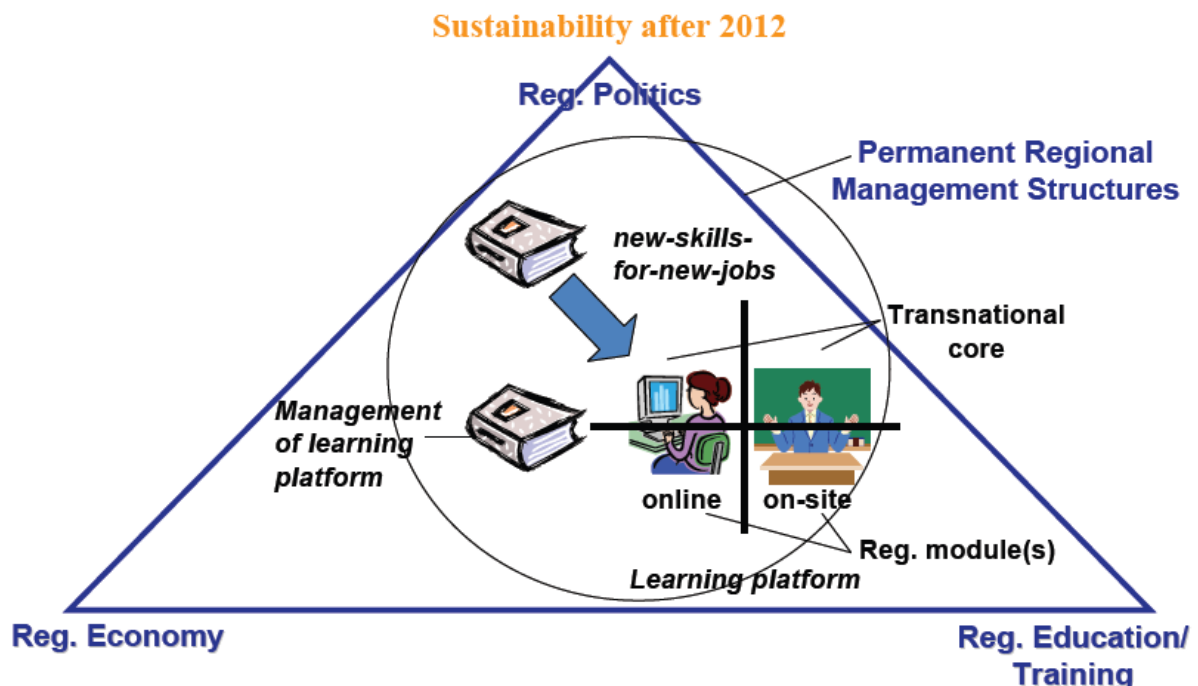 Sustainability after 2012
Reg. Politics
Permanent Regional
Management Structures
new-skills-
for-new-jobs
Transnational
core
Management
of learning
platform
online
on-site
Reg. module(s)
Learning platform
Reg. Economy
Reg. Education/
Training